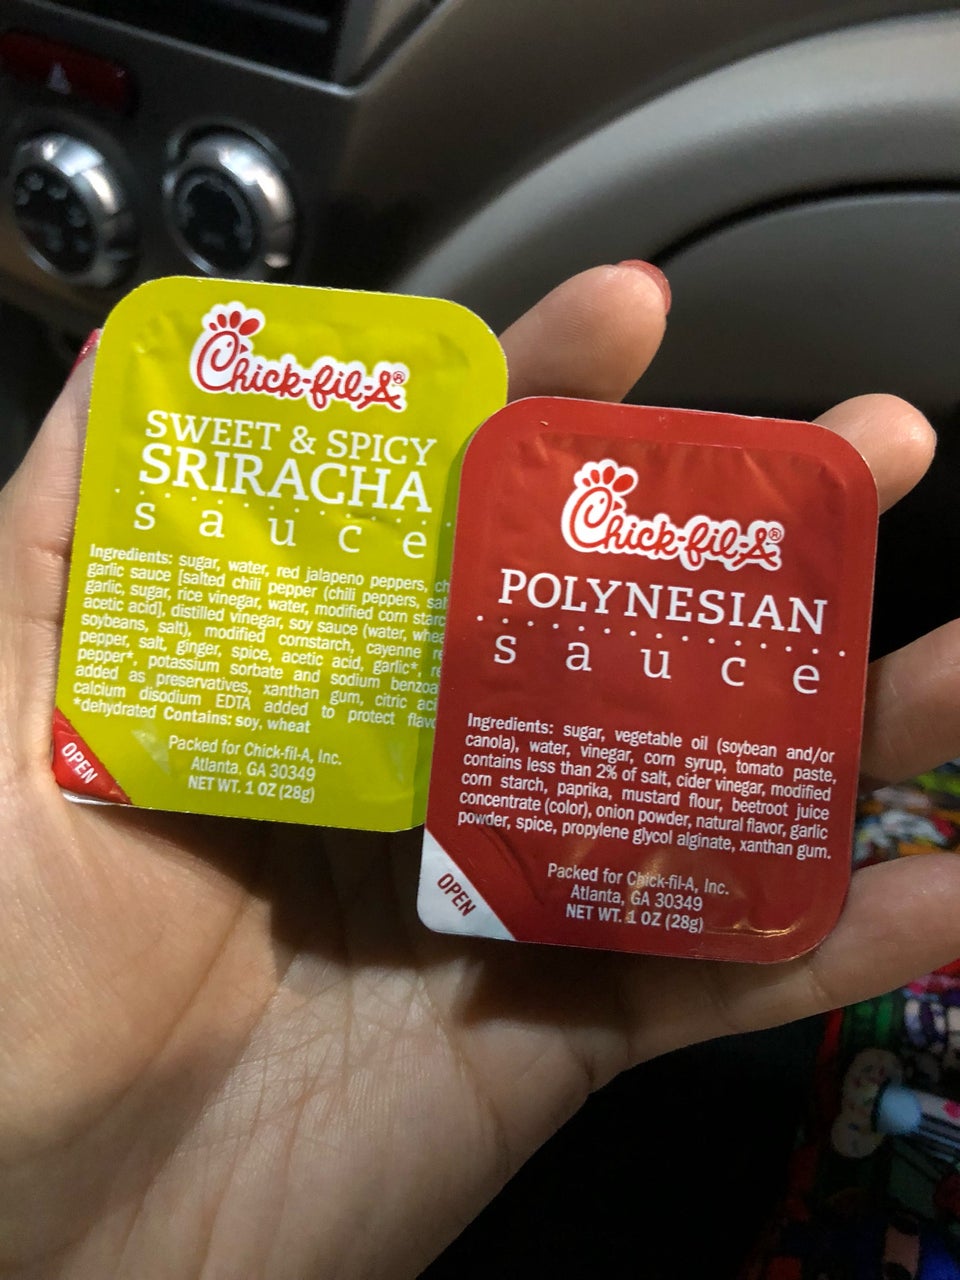 Chick-fil-A®
SWEET & SPICY
SRIRACHA
sauce
Ingredients: sugar, water, red jalapeno peppers,
garlic sauce [salted chili pepper (chili peppers,
garlic, sugar, rice vinegar, water, modified corn
acetic acid], distilled vinegar, soy sauce (water,
soybeans, salt), modified cornstarch, cayenne
pepper, salt, ginger, spice, acetic acid, garlic*,
pepper*, potassium sorbate and sodium
added as preservatives, xanthan gum, citric
calcium disodium EDTA added to protect
*dehydrated Contains: soy, wheat
Packed for Chick-fil-A, Inc.
Atlanta, GA 30349
NET WT. 1 OZ (28g)
OPEN
Chick-fil-A®
POLYNESIAN
sauce
Ingredients: sugar, vegetable oil (soybean and/or
canola), water, vinegar, corn syrup, tomato paste,
contains less than 2% of salt, cider vinegar, modified
corn starch, paprika, mustard flour, beetroot juice
concentrate (color), onion powder, natural flavor, garlic
powder, spice, propylene glycol alginate, xanthan gum.
Packed for Chick-fil-A, Inc.
Atlanta, GA 30349
NET WT. 1 OZ (28g)
OPEN